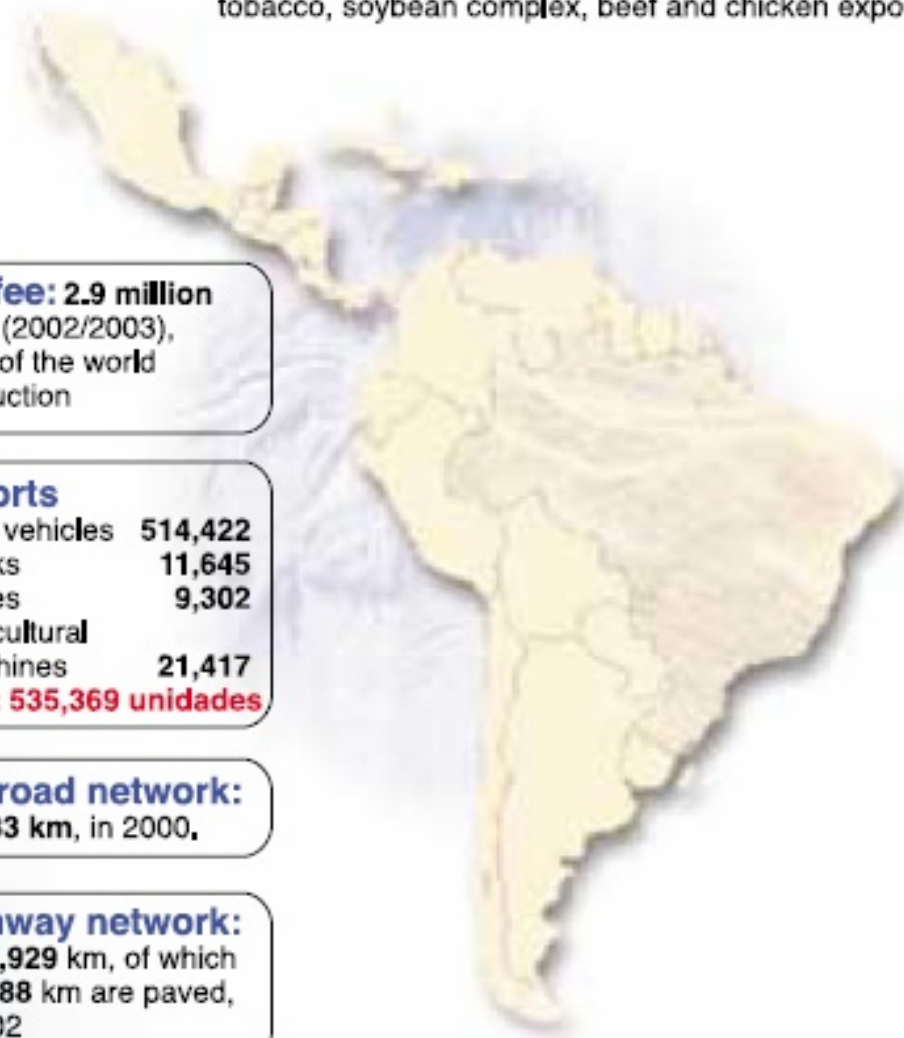 tobacco, soybean complex, beef and chicken expo
fee: 2.9 million
(2002/2003),
of the world
uction
orts
vehicles 514,422
ks 11,645
es 9,302
cultural
hines 21,417
: 535,369 unidades
road network:
33 km, in 2000.
nway network:
,929 km, of which
88 km are paved,
02